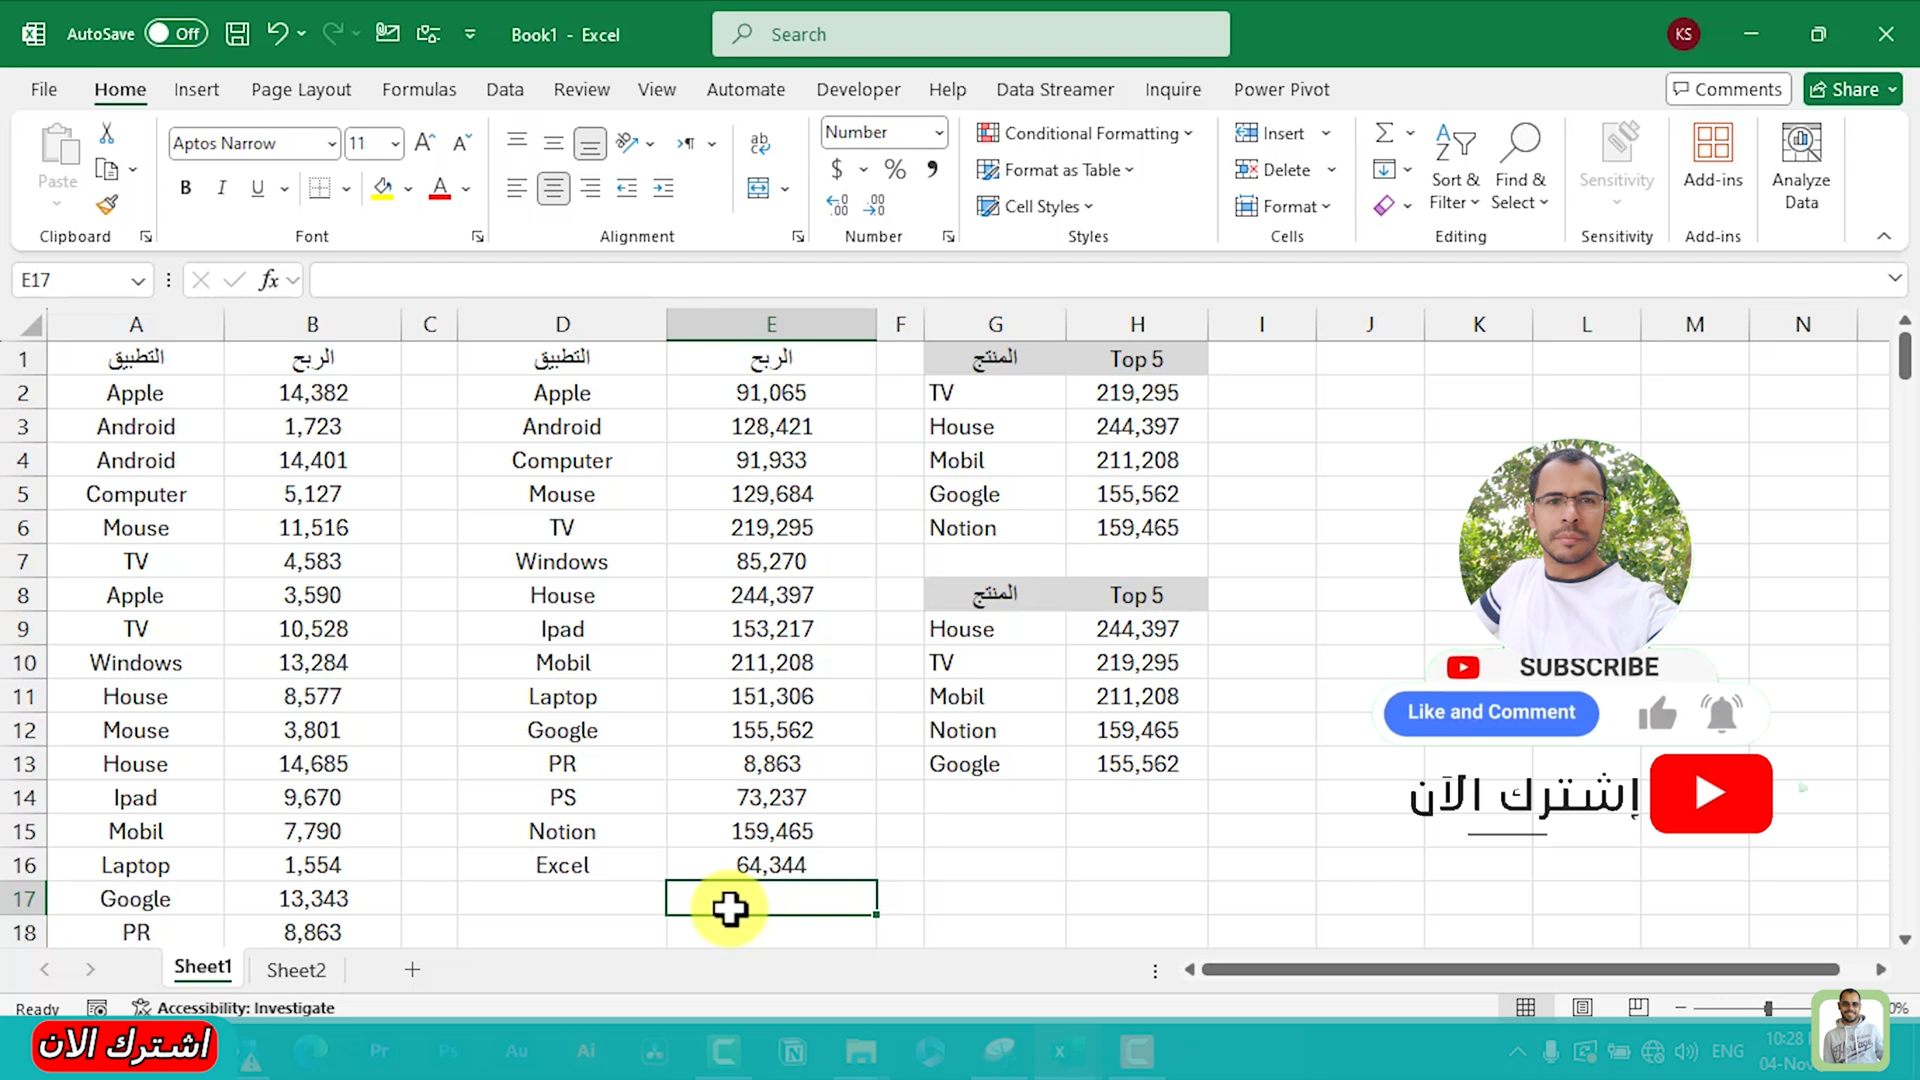 AutoSave Off Book1 - Excel Search KS
File Home Insert Page Layout Formulas Data Review View Automate Developer Help Data Streamer Inquire Power Pivot Comments Share
Paste Aptos Narrow 11 Number Conditional Formatting Insert
B I U $ % Format as Table Delete Sort & Filter Find & Select Sensitivity Add-ins Analyze Data
Cell Styles Format
Clipboard Font Alignment Number Styles Cells Editing Sensitivity Add-ins
E17 fx
A B C D E F G H I J K L M N
1 التطبيق الربح التطبيق الربح المنتج Top 5
2 Apple 14,382 Apple 91,065 TV 219,295
3 Android 1,723 Android 128,421 House 244,397
4 Android 14,401 Computer 91,933 Mobil 211,208
5 Computer 5,127 Mouse 129,684 Google 155,562
6 Mouse 11,516 TV 219,295 Notion 159,465
7 TV 4,583 Windows 85,270
8 Apple 3,590 House 244,397 المنتج Top 5
9 TV 10,528 Ipad 153,217 House 244,397
10 Windows 13,284 Mobil 211,208 TV 219,295
11 House 8,577 Laptop 151,306 Mobil 211,208
12 Mouse 3,801 Google 155,562 Notion 159,465
13 House 14,685 PR 8,863 Google 155,562
14 Ipad 9,670 PS 73,237
15 Mobil 7,790 Notion 159,465
16 Laptop 1,554 Excel 64,344
17 Google 13,343
18 PR 8,863
SUBSCRIBE
Like and Comment
إشترك الآن
Sheet1 Sheet2
Ready Accessibility: Investigate
اشترك الان
Pr Ps Au Ai ENG 10:28
04-Nov